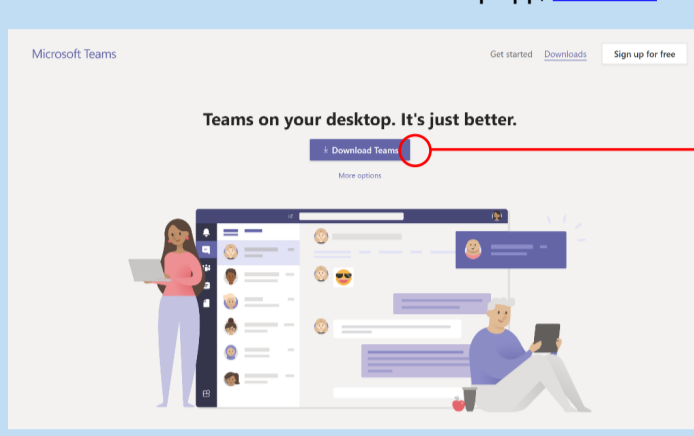 Microsoft Teams
Get started Downloads Sign up for free
Teams on your desktop. It's just better.
Download Teams
More options